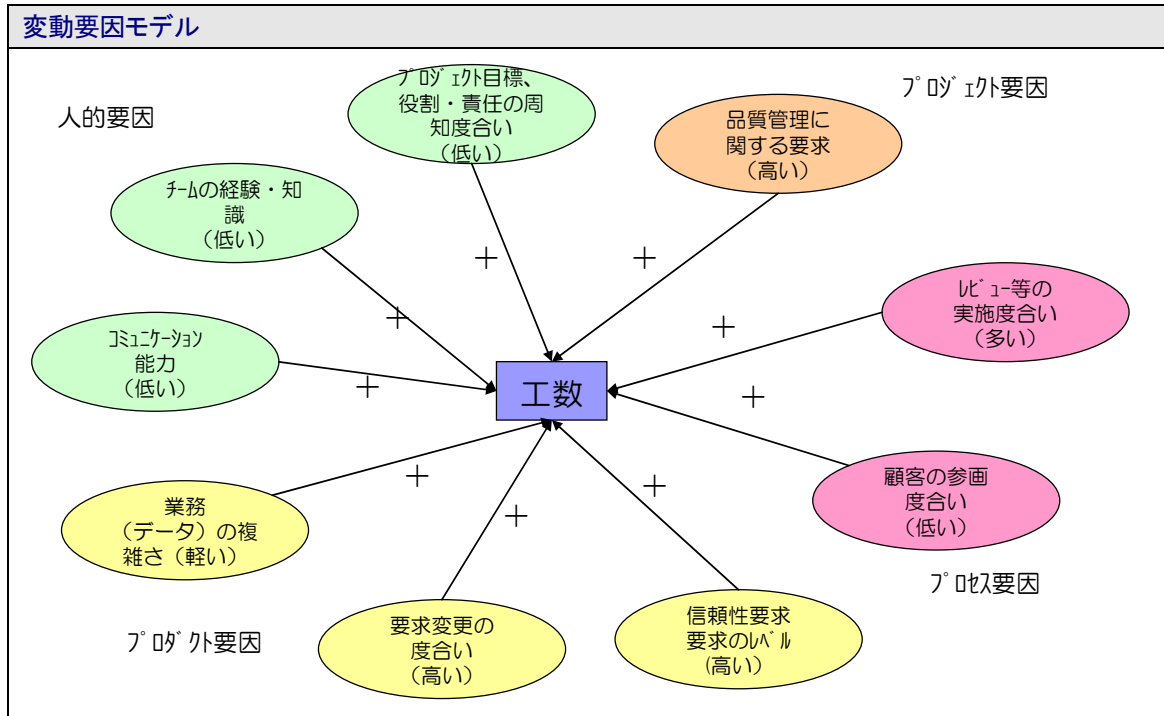 変動要因モデル
人的要因
ﾌﾟﾛｼﾞｪｸﾄ目標、
役割・責任の周
知度合い
（低い）
ﾌﾟﾛｼﾞｪｸﾄ要因
品質管理に
関する要求
（高い）
ﾁｰﾑの経験・知
識
（低い）
＋
＋
ﾚﾋﾞｭｰ等の
実施度合い
（多い）
＋
＋
ｺﾐｭﾆｹｰｼｮﾝ
能力
（低い）
＋
工数
＋
業務
（データ）の複
雑さ（軽い）
＋
＋
＋
顧客の参画
度合い
（低い）
ﾌﾟﾛｾｽ要因
ﾌﾟﾛﾀﾞｸﾄ要因
要求変更の
度合い
（高い）
信頼性要求
要求のﾚﾍﾞﾙ
(高い）